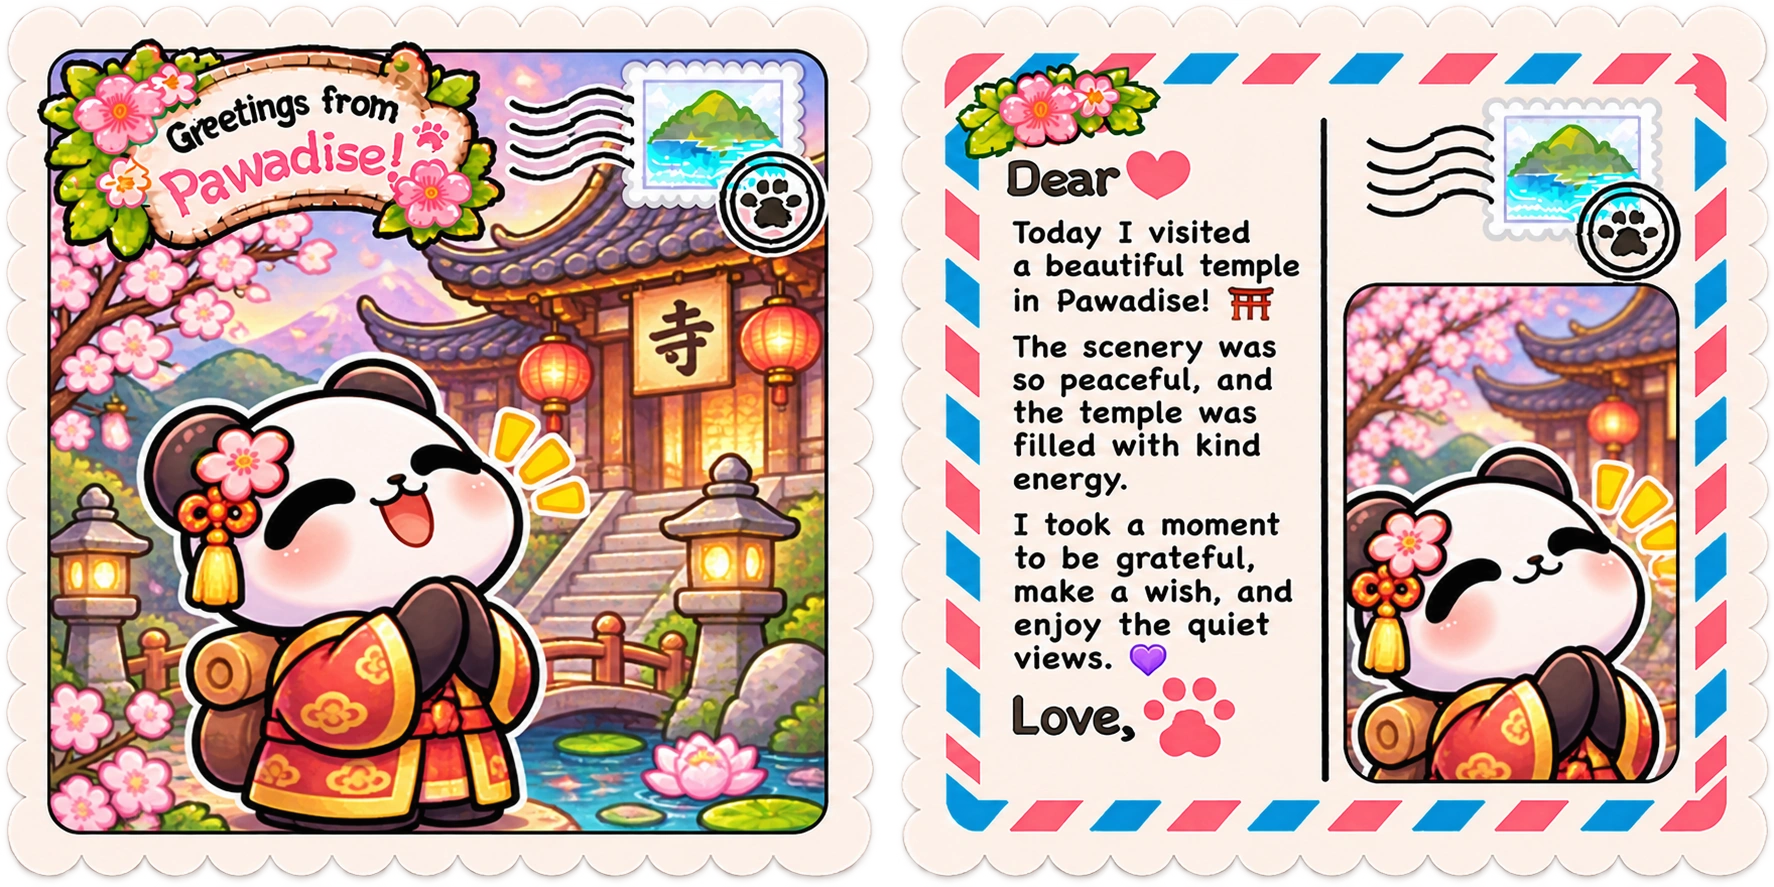 Greetings from
Pawadise!
寺
Dear
Today I visited
a beautiful temple
in Pawadise! ⛩️
The scenery was
so peaceful, and
the temple was
filled with kind
energy.
I took a moment
to be grateful,
make a wish, and
enjoy the quiet
views. 💜
Love,